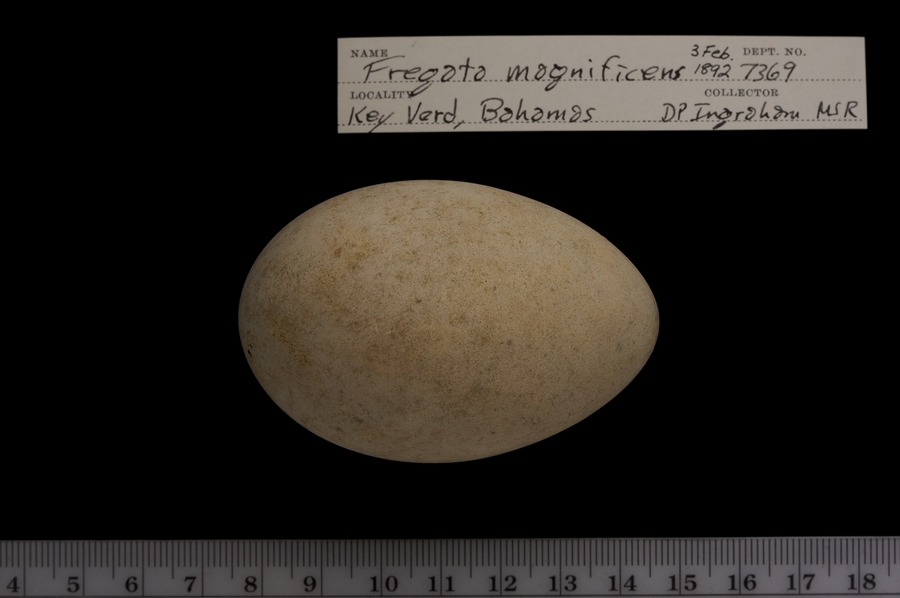 NAME 3 Feb. DEPT. NO.
Fregata magnificens 1892 7369
LOCALITY COLLECTOR
Key Verd, Bahamas DP Ingraham MSR
4 5 6 7 8 9 10 11 12 13 14 15 16 17 18